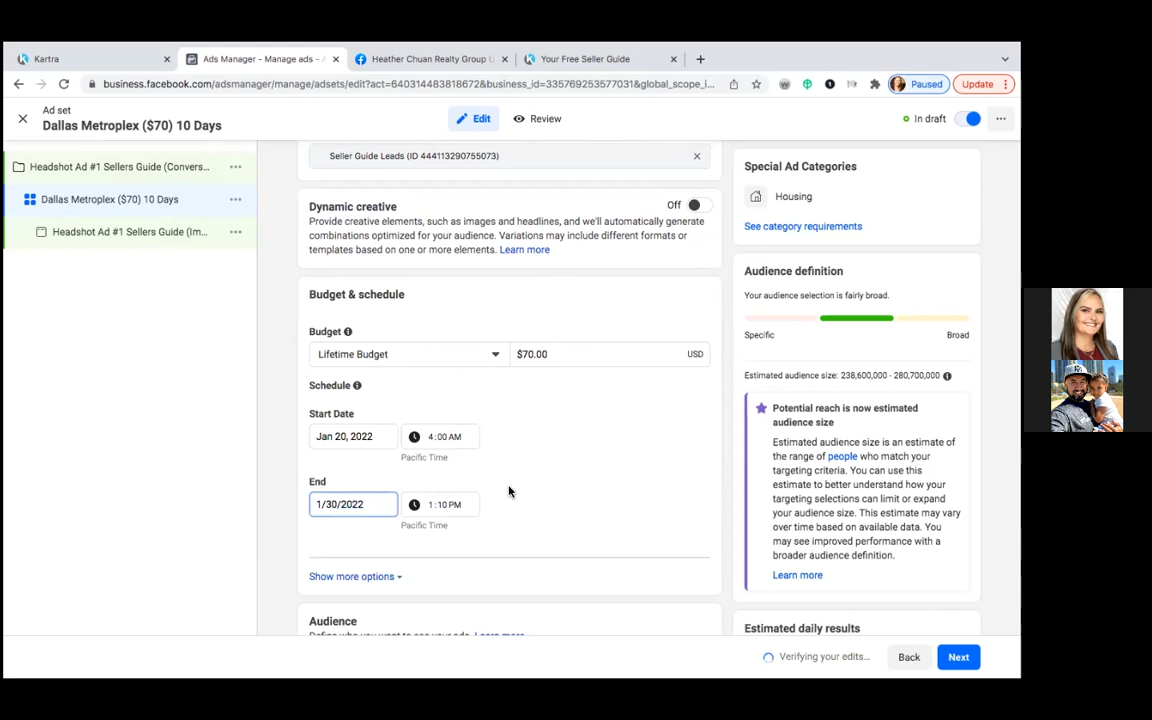 Kartra
Ads Manager - Manage ads -
Heather Chuan Realty Group
Your Free Seller Guide
business.facebook.com/adsmanager/manage/adsets/edit?act=640314483818672&business_id=335769253577031&global_scope_i...
Paused
Update
Ad set
Dallas Metroplex ($70) 10 Days
Edit
Review
In draft
Headshot Ad #1 Sellers Guide (Convers...
Dallas Metroplex ($70) 10 Days
Headshot Ad #1 Sellers Guide (Im...
Seller Guide Leads (ID 444113290755073)
Dynamic creative
Off
Provide creative elements, such as images and headlines, and we'll automatically generate
combinations optimized for your audience. Variations may include different formats or
templates based on one or more elements. Learn more
Budget & schedule
Budget
Lifetime Budget
$70.00
USD
Schedule
Start Date
Jan 20, 2022
4:00 AM
Pacific Time
End
1/30/2022
1:10 PM
Pacific Time
Show more options
Audience
Define who you want to see your ads. Learn more
Special Ad Categories
Housing
See category requirements
Audience definition
Your audience selection is fairly broad.
Specific
Broad
Estimated audience size: 238,600,000 - 280,700,000
Potential reach is now estimated
audience size
Estimated audience size is an estimate of
the range of people who match your
targeting criteria. You can use this
estimate to better understand how your
targeting selections can limit or expand
your audience size. This estimate may vary
over time based on available data. You
may see improved performance with a
broader audience definition.
Learn more
Estimated daily results
Verifying your edits...
Back
Next